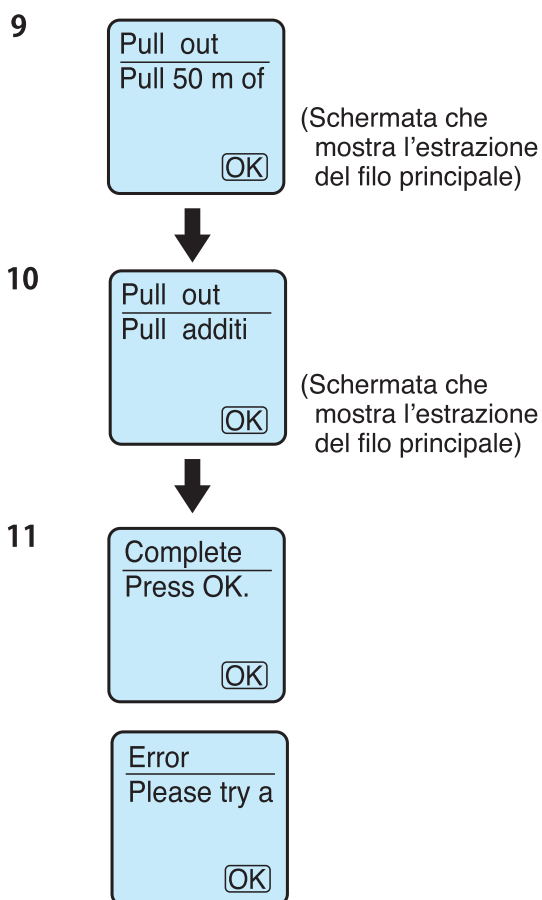 9
Pull out
Pull 50 m of
OK
(Schermata che
mostra l’estrazione
del filo principale)
10
Pull out
Pull additi
OK
(Schermata che
mostra l’estrazione
del filo principale)
11
Complete
Press OK.
OK
Error
Please try a
OK